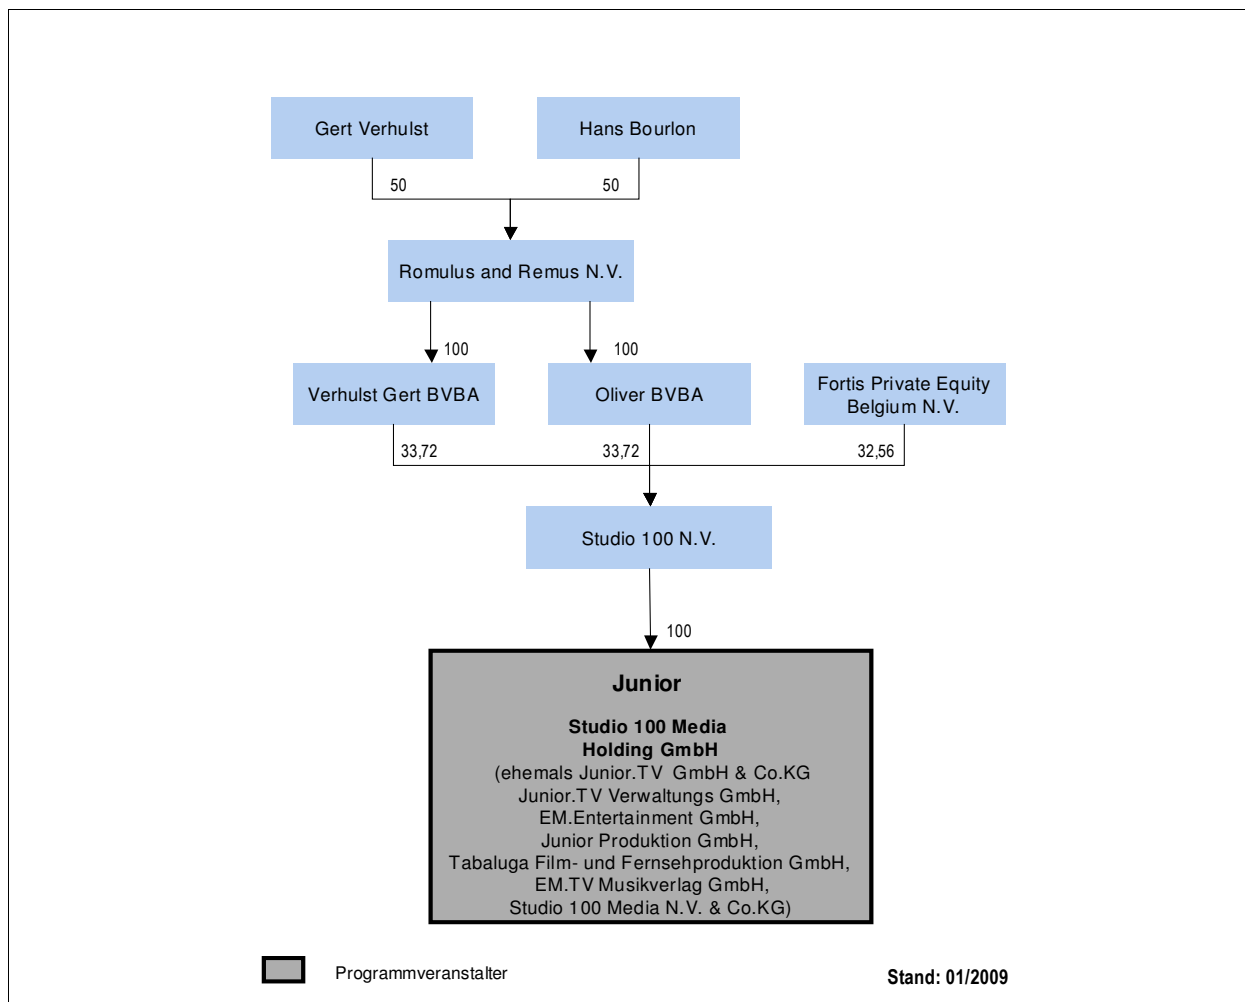 Gert Verhulst
Hans Bourlon
50
50
Romulus and Remus N.V.
100
100
Verhulst Gert BVBA
Oliver BVBA
Fortis Private Equity
Belgium N.V.
33,72
33,72
32,56
Studio 100 N.V.
100
Junior
Studio 100 Media
Holding GmbH
(ehemals Junior.TV GmbH & Co.KG
Junior.TV Verwaltungs GmbH,
EM.Entertainment GmbH,
Junior Produktion GmbH,
Tabaluga Film- und Fernsehproduktion GmbH,
EM.TV Musikverlag GmbH,
Studio 100 Media N.V. & Co.KG)
Programmveranstalter
Stand: 01/2009